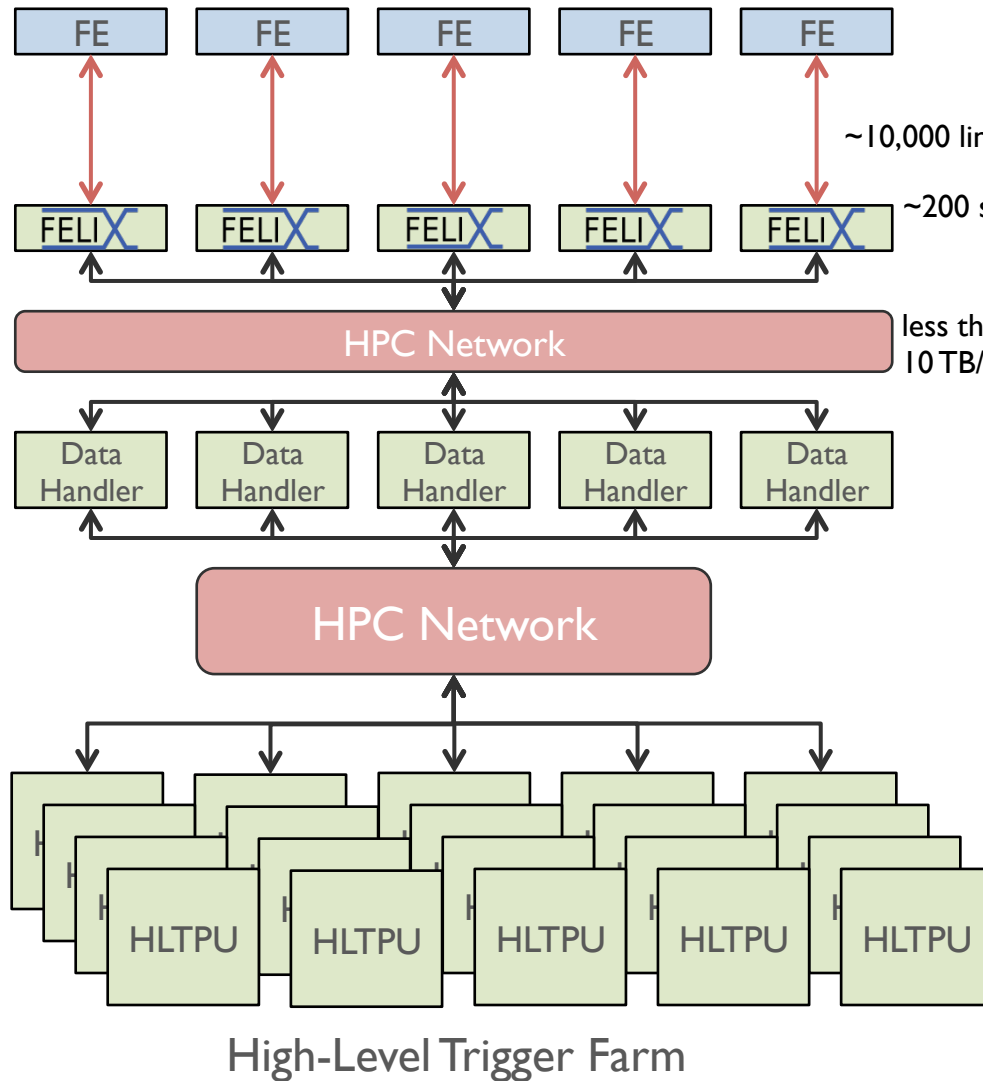 FE FE FE FE FE
~10,000
FELIX FELIX FELIX FELIX FELIX
~200
less
HPC Network
10 TB/
Data Data Data Data Data
Handler Handler Handler Handler Handler
HPC Network
HLTPU HLTPU HLTPU HLTPU HLTPU
High-Level Trigger Farm